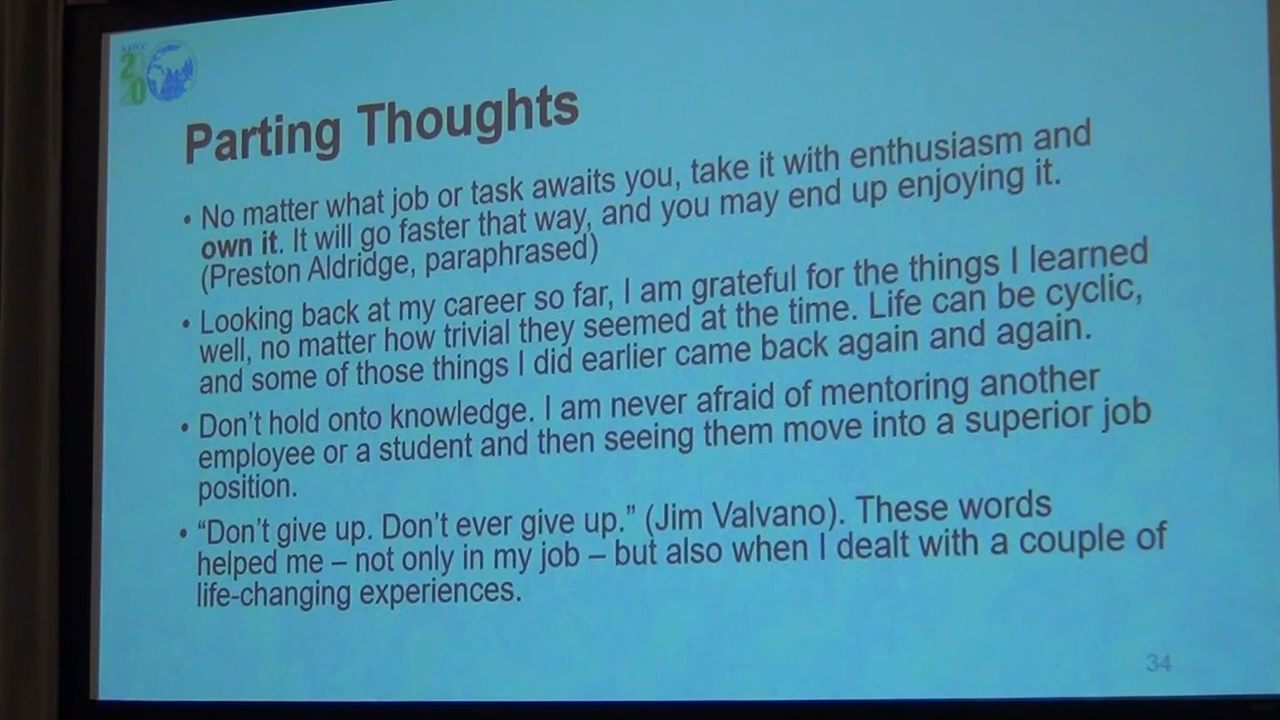 Parting Thoughts
• No matter what job or task awaits you, take it with enthusiasm and
own it. It will go faster that way, and you may end up enjoying it.
(Preston Aldridge, paraphrased)
• Looking back at my career so far, I am grateful for the things I learned
well, no matter how trivial they seemed at the time. Life can be cyclic,
and some of those things I did earlier came back again and again.
• Don't hold onto knowledge. I am never afraid of mentoring another
employee or a student and then seeing them move into a superior job
position.
• “Don't give up. Don't ever give up.” (Jim Valvano). These words
helped me – not only in my job – but also when I dealt with a couple of
life-changing experiences.
34